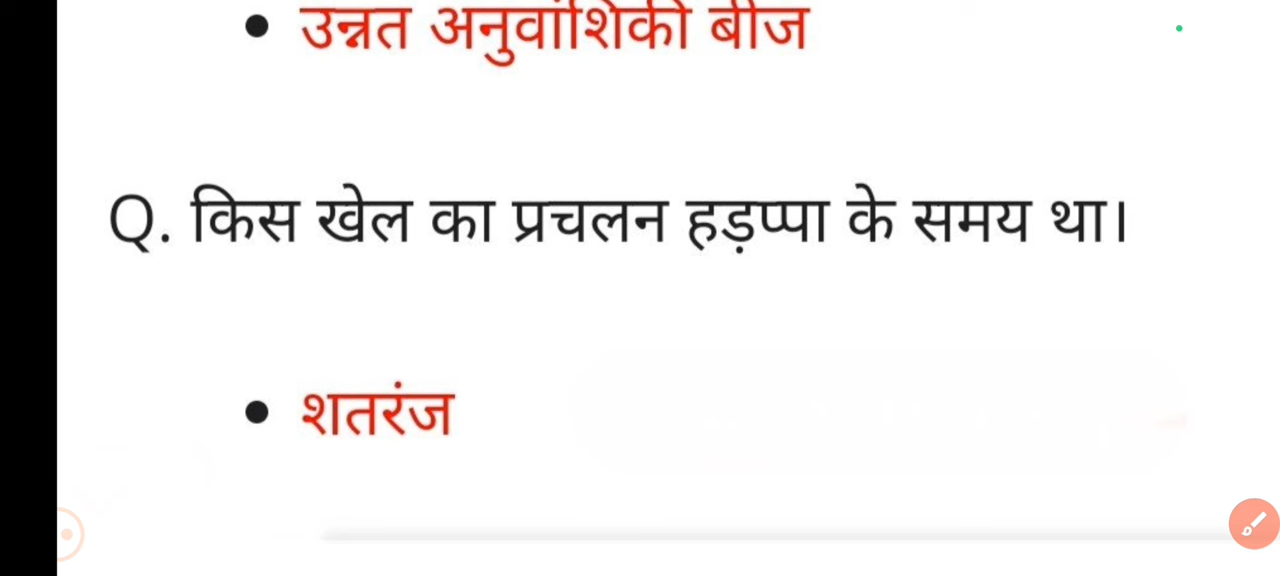 • उन्नत अनुवांशिकी बीज
Q. किस खेल का प्रचलन हड़प्पा के समय था।
• शतरंज